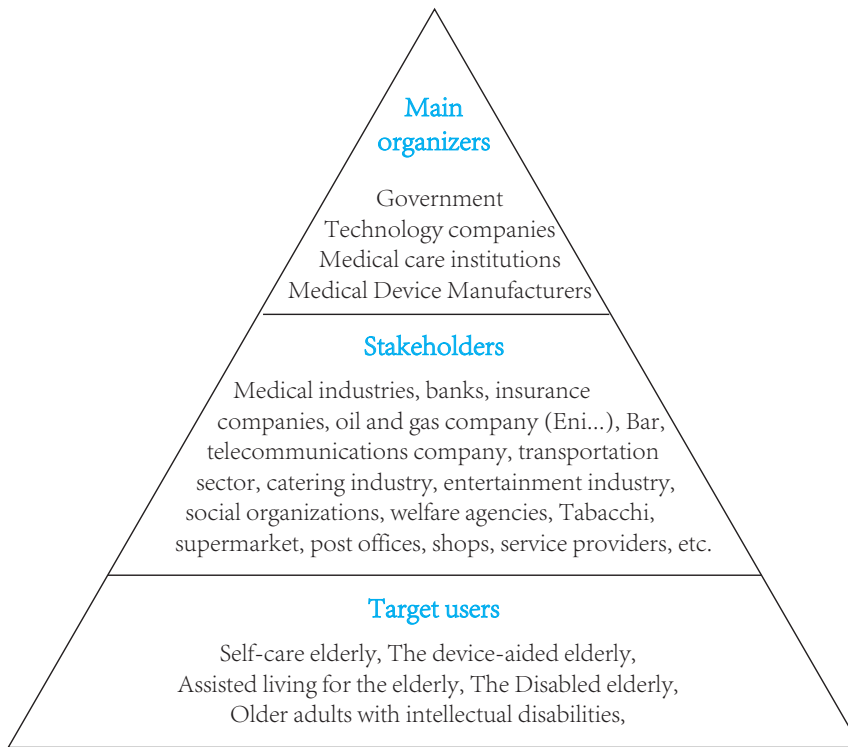 Main
organizers
Government
Technology companies
Medical care institutions
Medical Device Manufacturers
Stakeholders
Medical industries, banks, insurance
companies, oil and gas company (Eni...), Bar,
telecommunications company, transportation
sector, catering industry, entertainment industry,
social organizations, welfare agencies, Tabacchi,
supermarket, post offices, shops, service providers, etc.
Target users
Self-care elderly, The device-aided elderly,
Assisted living for the elderly, The Disabled elderly,
Older adults with intellectual disabilities,